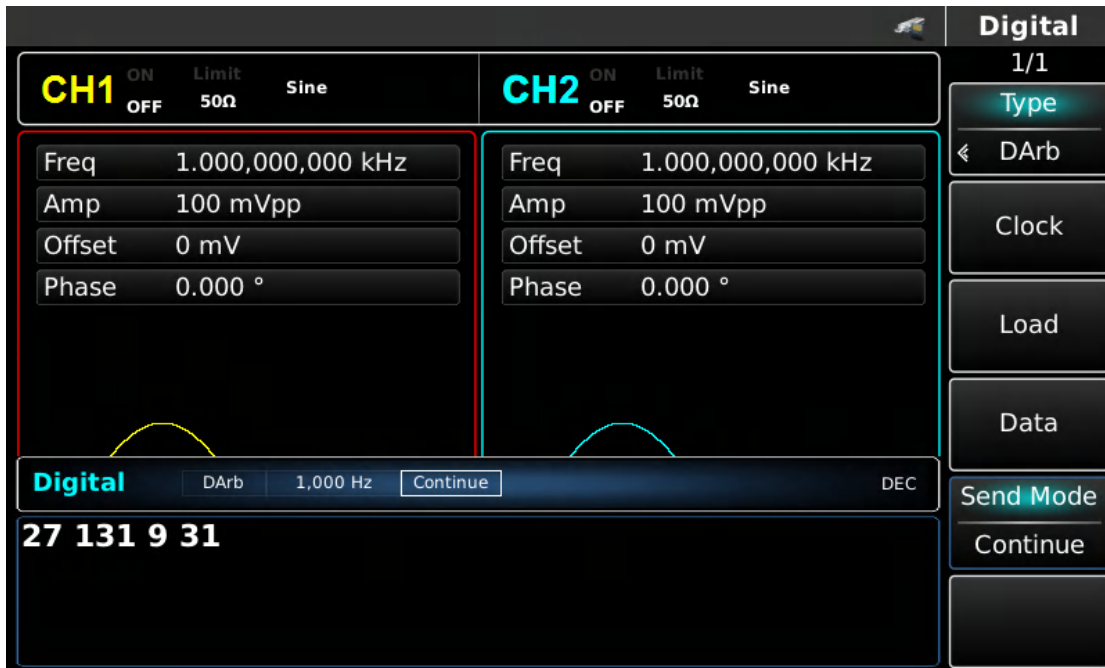 Digital
1/1
CH1 ON OFF Limit 50Ω Sine
CH2 ON OFF Limit 50Ω Sine
Type
DArb
Freq 1.000,000,000 kHz
Amp 100 mVpp
Offset 0 mV
Phase 0.000 °
Freq 1.000,000,000 kHz
Amp 100 mVpp
Offset 0 mV
Phase 0.000 °
Clock
Load
Data
Digital DArb 1,000 Hz Continue DEC
27 131 9 31
Send Mode
Continue